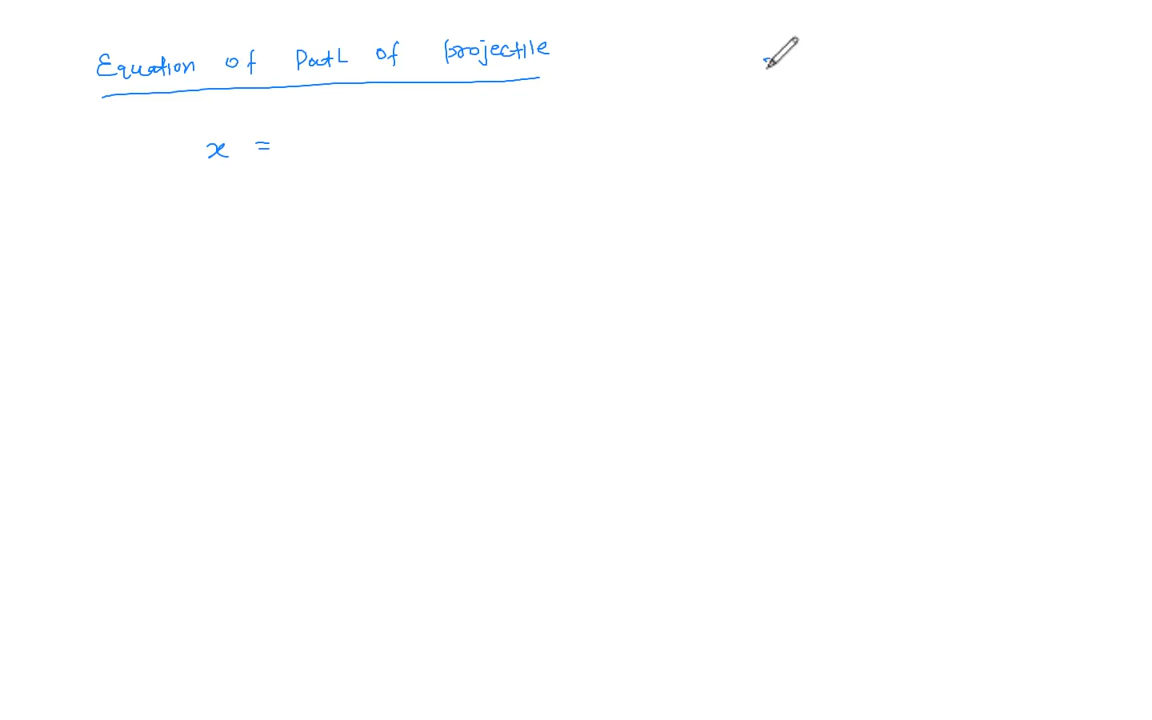 Equation of Path of projectile
x =